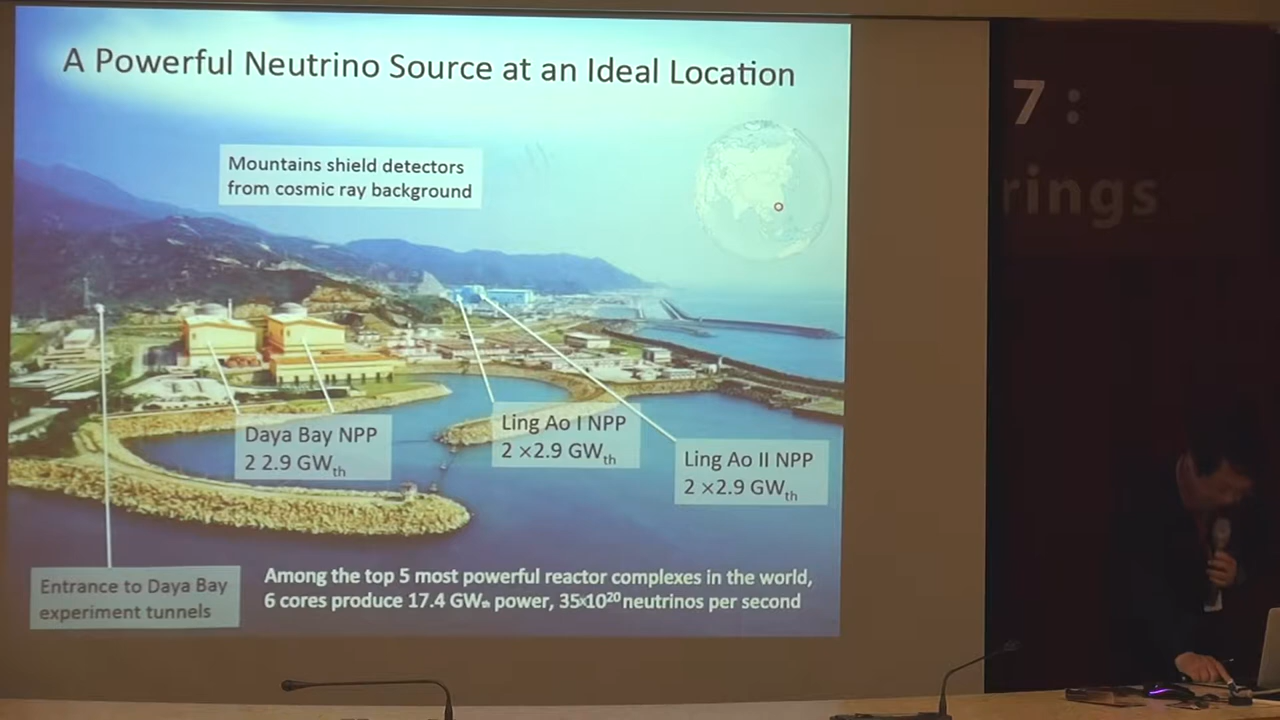 A Powerful Neutrino Source at an Ideal Location
Mountains shield detectors
from cosmic ray background
Daya Bay NPP
2 2.9 GWth
Ling Ao I NPP
2 ×2.9 GWth
Ling Ao II NPP
2 ×2.9 GWth
Entrance to Daya Bay
experiment tunnels
Among the top 5 most powerful reactor complexes in the world,
6 cores produce 17.4 GWth power, 35×10²⁰ neutrinos per second
7 :
rings